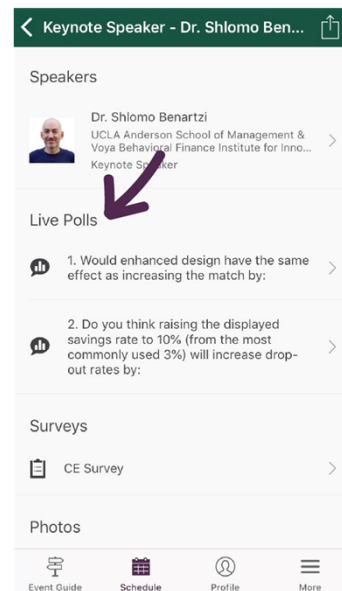 Keynote Speaker - Dr. Shlomo Ben...
Speakers
Dr. Shlomo Benartzi
UCLA Anderson School of Management &
Voya Behavioral Finance Institute for Inno...
Keynote Speaker
Live Polls
1. Would enhanced design have the same
effect as increasing the match by:
2. Do you think raising the displayed
savings rate to 10% (from the most
commonly used 3%) will increase drop-
out rates by:
Surveys
CE Survey
Photos
Event Guide
Schedule
Profile
More